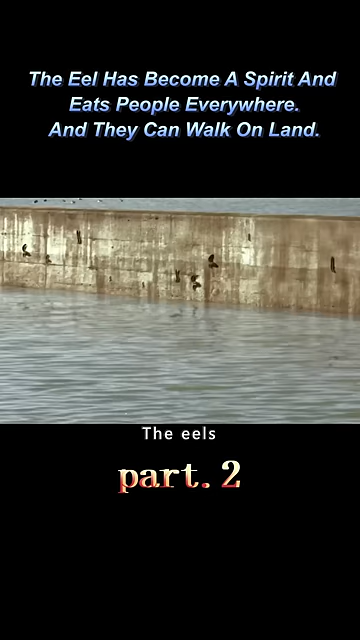 The Eel Has Become A Spirit And
Eats People Everywhere.
And They Can Walk On Land.
The eels
part. 2